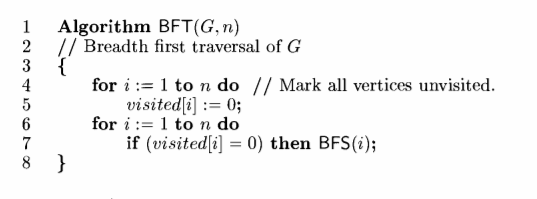 1 Algorithm BFT(G, n)
2 // Breadth first traversal of G
3 {
4 for i := 1 to n do // Mark all vertices unvisited.
5 visited[i] := 0;
6 for i := 1 to n do
7 if (visited[i] = 0) then BFS(i);
8 }